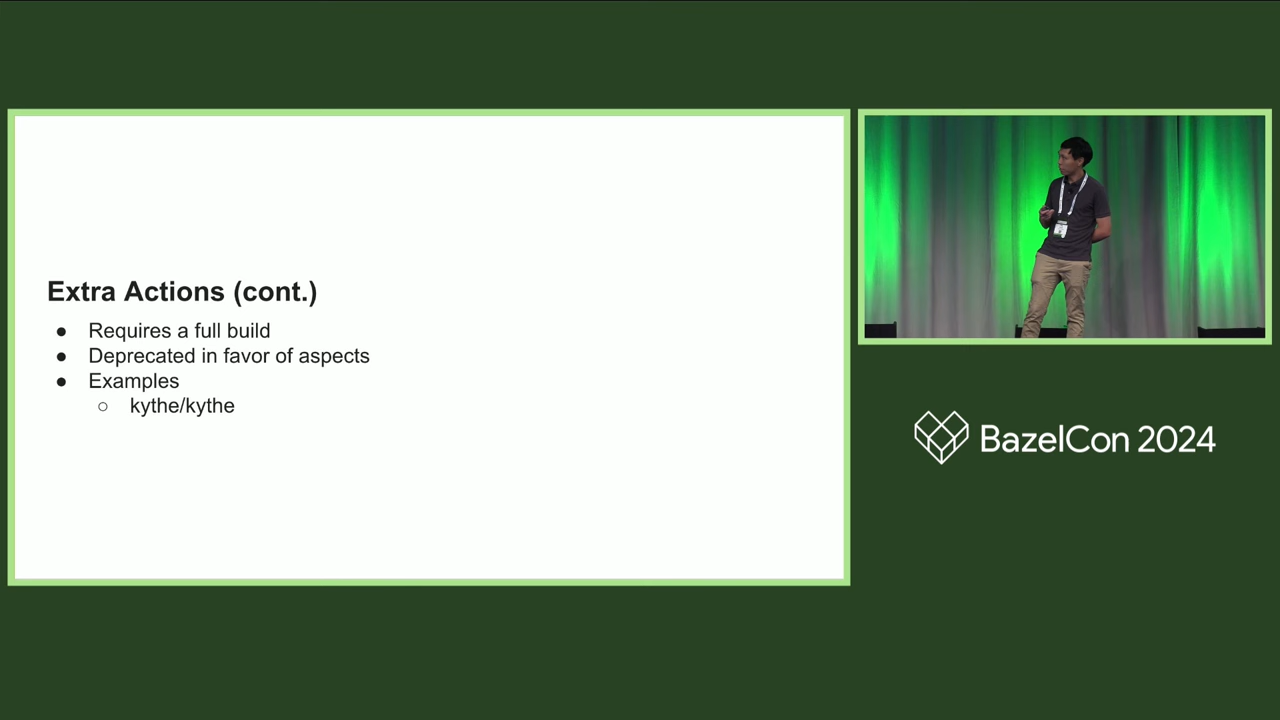 Extra Actions (cont.)
● Requires a full build
● Deprecated in favor of aspects
● Examples
○ kythe/kythe
BazelCon 2024